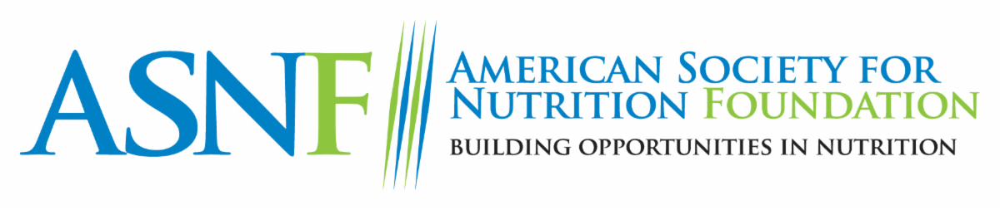 ASNF
AMERICAN SOCIETY FOR
NUTRITION FOUNDATION
BUILDING OPPORTUNITIES IN NUTRITION